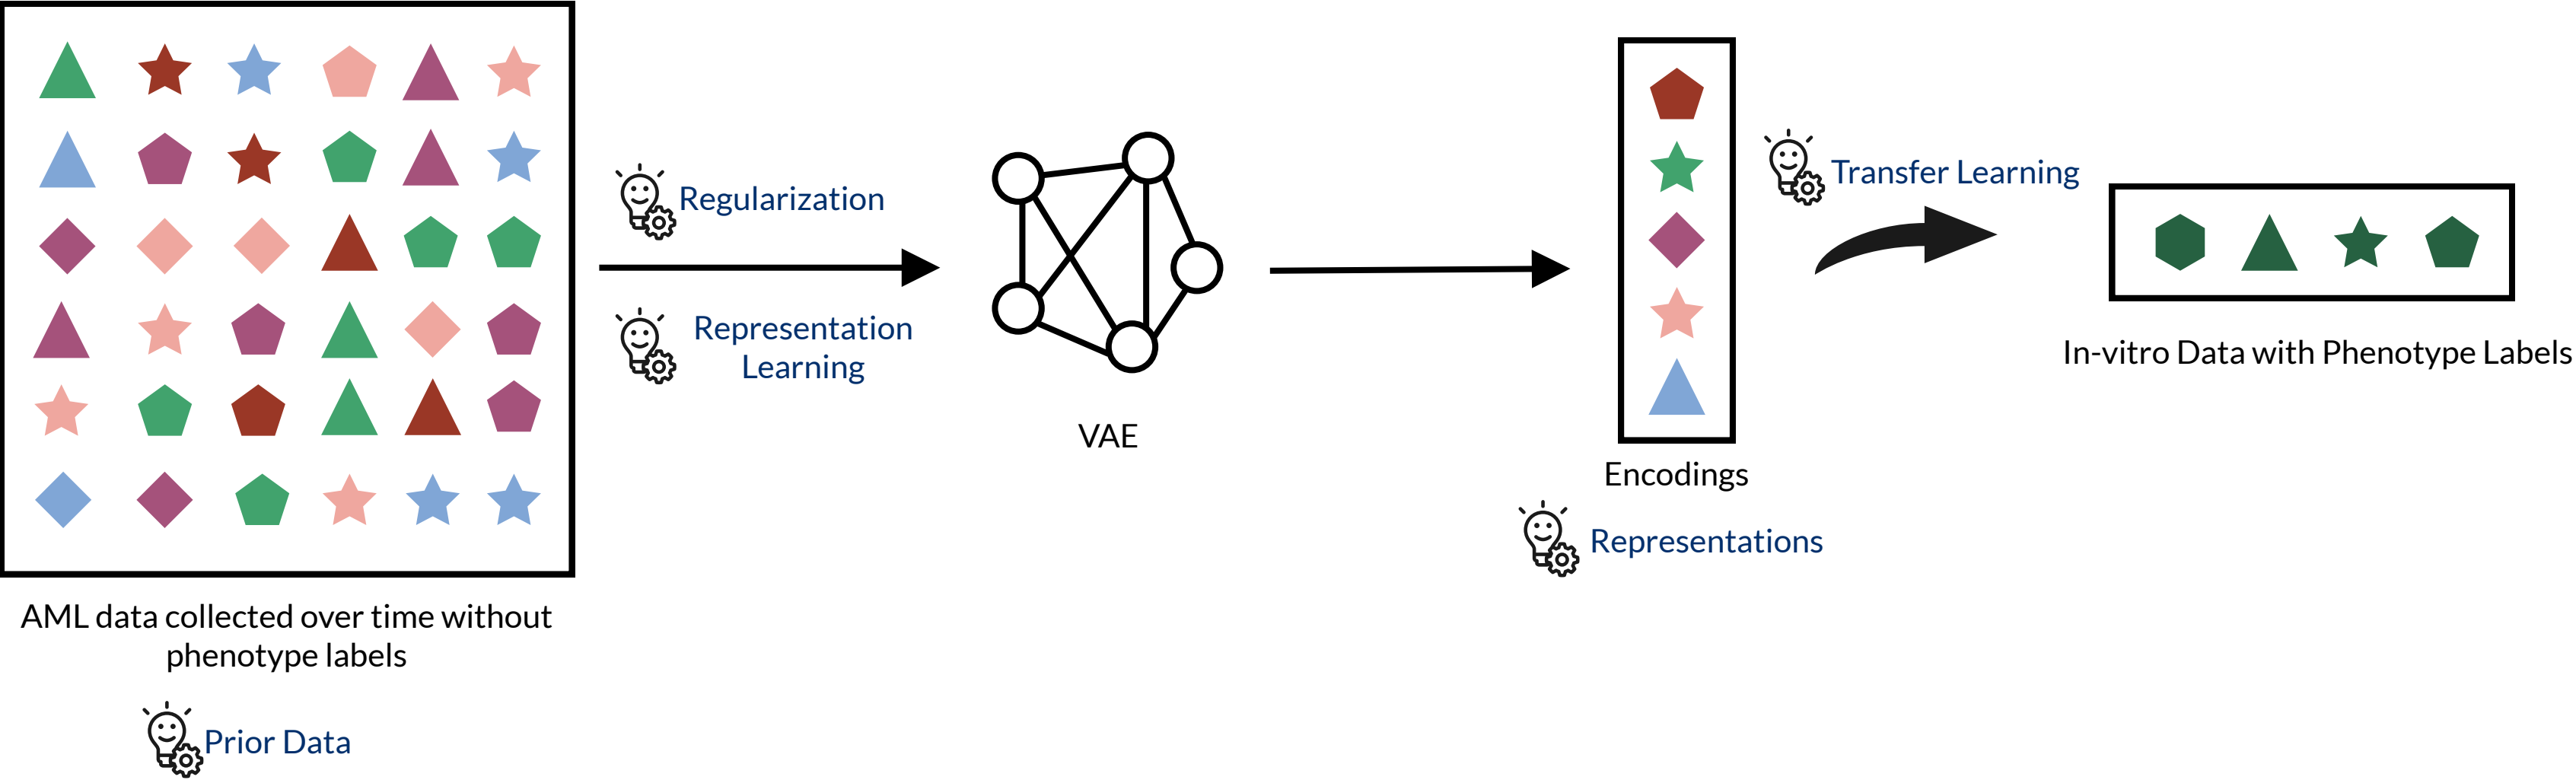 Regularization
Representation
Learning
VAE
Encodings
Representations
Transfer Learning
In-vitro Data with Phenotype Labels
AML data collected over time without
phenotype labels
Prior Data